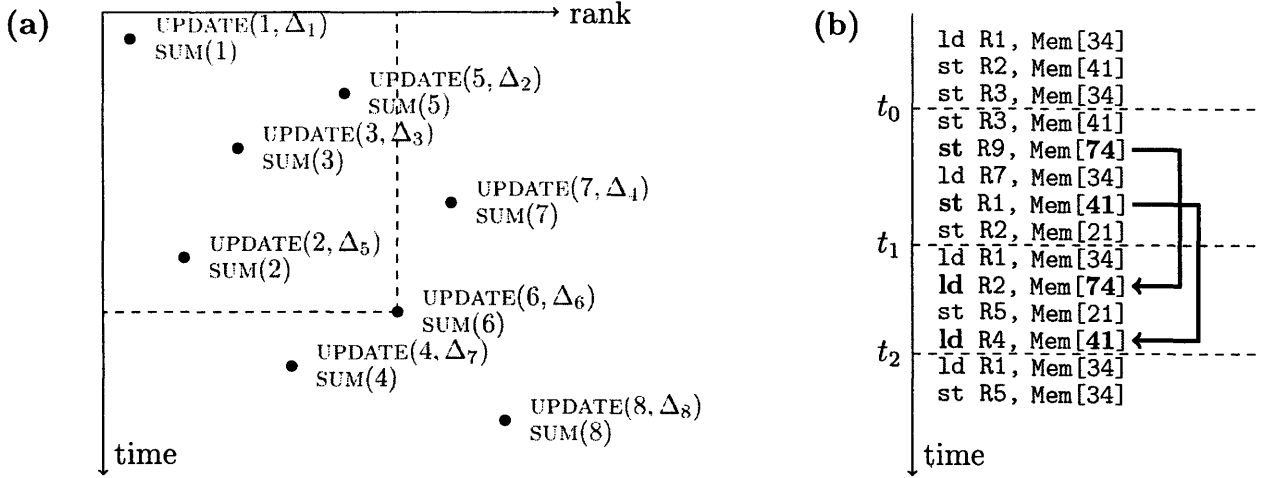 (a)
rank
UPDATE(1, Δ₁)
SUM(1)
UPDATE(5, Δ₂)
SUM(5)
UPDATE(3, Δ₃)
SUM(3)
UPDATE(7, Δ₄)
SUM(7)
UPDATE(2, Δ₅)
SUM(2)
UPDATE(6, Δ₆)
SUM(6)
UPDATE(4, Δ₇)
SUM(4)
UPDATE(8, Δ₈)
SUM(8)
time
(b)
ld R1, Mem[34]
st R2, Mem[41]
st R3, Mem[34]
t₀
st R3, Mem[41]
st R9, Mem[74]
ld R7, Mem[34]
st R1, Mem[41]
st R2, Mem[21]
t₁
ld R1, Mem[34]
ld R2, Mem[74]
st R5, Mem[21]
ld R4, Mem[41]
t₂
ld R1, Mem[34]
st R5, Mem[34]
time